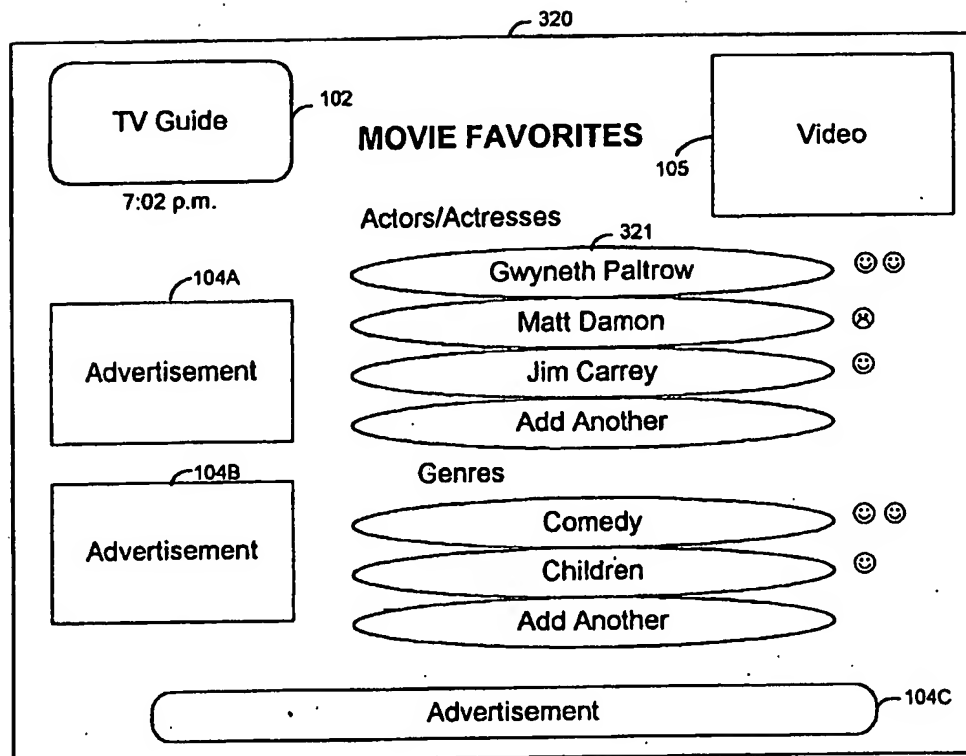 320
TV Guide
102
MOVIE FAVORITES
Video
105
7:02 p.m.
Actors/Actresses
321
Gwyneth Paltrow
104A
Matt Damon
Advertisement
Jim Carrey
Add Another
Genres
104B
Comedy
Advertisement
Children
Add Another
Advertisement
104C